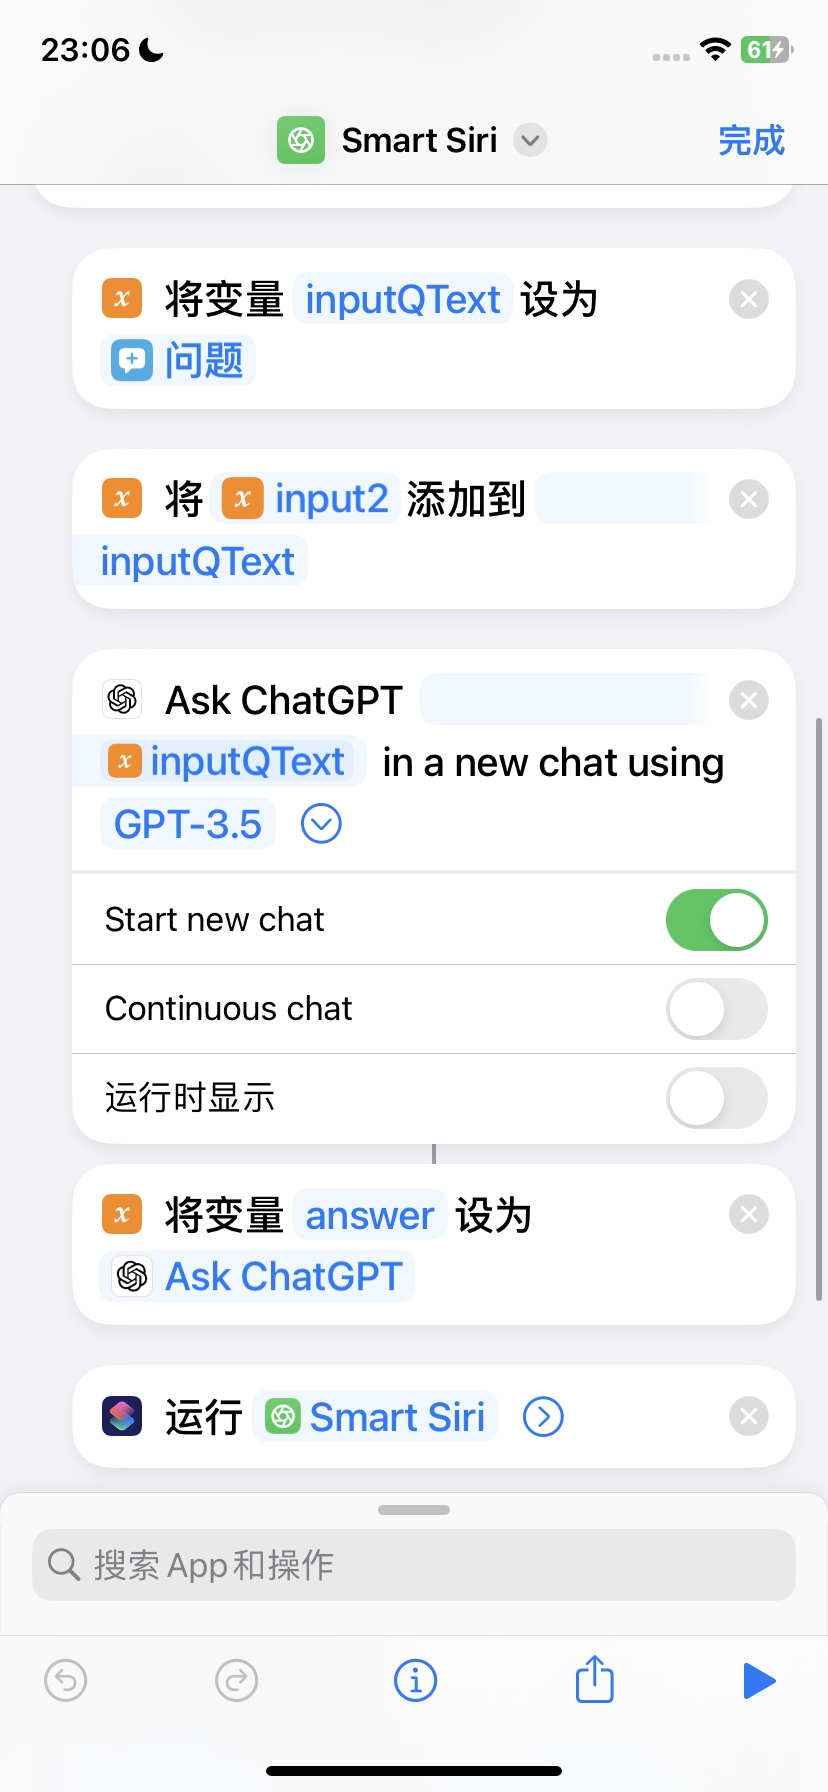 23:06
61
Smart Siri
完成
将变量 inputQText 设为
问题
将 input2 添加到
inputQText
Ask ChatGPT
inputQText in a new chat using
GPT-3.5
Start new chat
Continuous chat
运行时显示
将变量 answer 设为
Ask ChatGPT
运行 Smart Siri
搜索 App 和操作